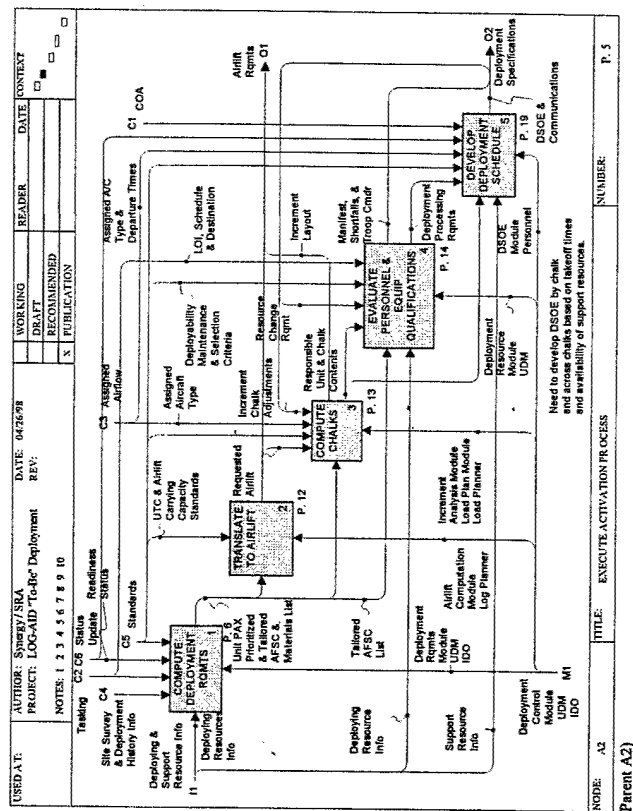 USED AT:
AUTHOR: Synergy/SRA
PROJECT: LOG-AID "To-Be" Deployment
NOTES: 1 2 3 4 5 6 7 8 9 10
DATE: 04/26/98
REV:
WORKING
DRAFT
RECOMMENDED
X PUBLICATION
READER
DATE
CONTEXT
Tasking
C2 C6 Status
Update
Readiness
Status
C4
C5 Standards
C3 Assigned
Airflow
Assigned A/C
Type &
Departure Times
C1 COA
Site Survey
& Deployment
History Info
Deploying &
Support
Resource Info
I1
Deploying
Resources
Info
COMPUTE
DEPLOYMENT
RQMTS
1
P. 6
Unit PAX
Prioritized
& Tailored
AFSC &
Materials List
UTC & Airlift
Carrying
Capacity
Standards
TRANSLATE
TO AIRLIFT
2
P. 12
Requested
Airlift
Assigned
Aircraft
Type
Increment
Chalk
Adjustments
COMPUTE
CHALKS
3
P. 13
Deployability
Maintenance
& Selection
Criteria
LOI, Schedule
& Destination
Resource
Change
Rqmt
Responsible
Unit & Chalk
Contents
Increment
Layout
Airlift
Rqmts
O1
EVALUATE
PERSONNEL &
EQUIP
QUALIFICATIONS
4
P. 14
Manifest,
Shortfalls, &
Troop Cmdr
Deployment
Processing
Rqmts
DEVELOP
DEPLOYMENT
SCHEDULE
5
P. 19
O2
Deployment
Specifications
DSOE &
Communications
DSOE
Module
Personnel
Tailored
AFSC
List
Deploying
Resource
Info
Support
Resource
Info
Deployment
Rqmts
Module
UDM
IDO
Airlift
Computation
Module
Log Planner
Increment
Analysis Module
Load Plan Module
Load Planner
Deployment
Resource
Module
UDM
Deployment
Control
Module
UDM
IDO
M1
Need to develop DSOE by chalk
and across chalks based on takeoff times
and availability of support resources.
NODE: A2
TITLE: EXECUTE ACTIVATION PROCESS
NUMBER:
P. 5
Parent A2)